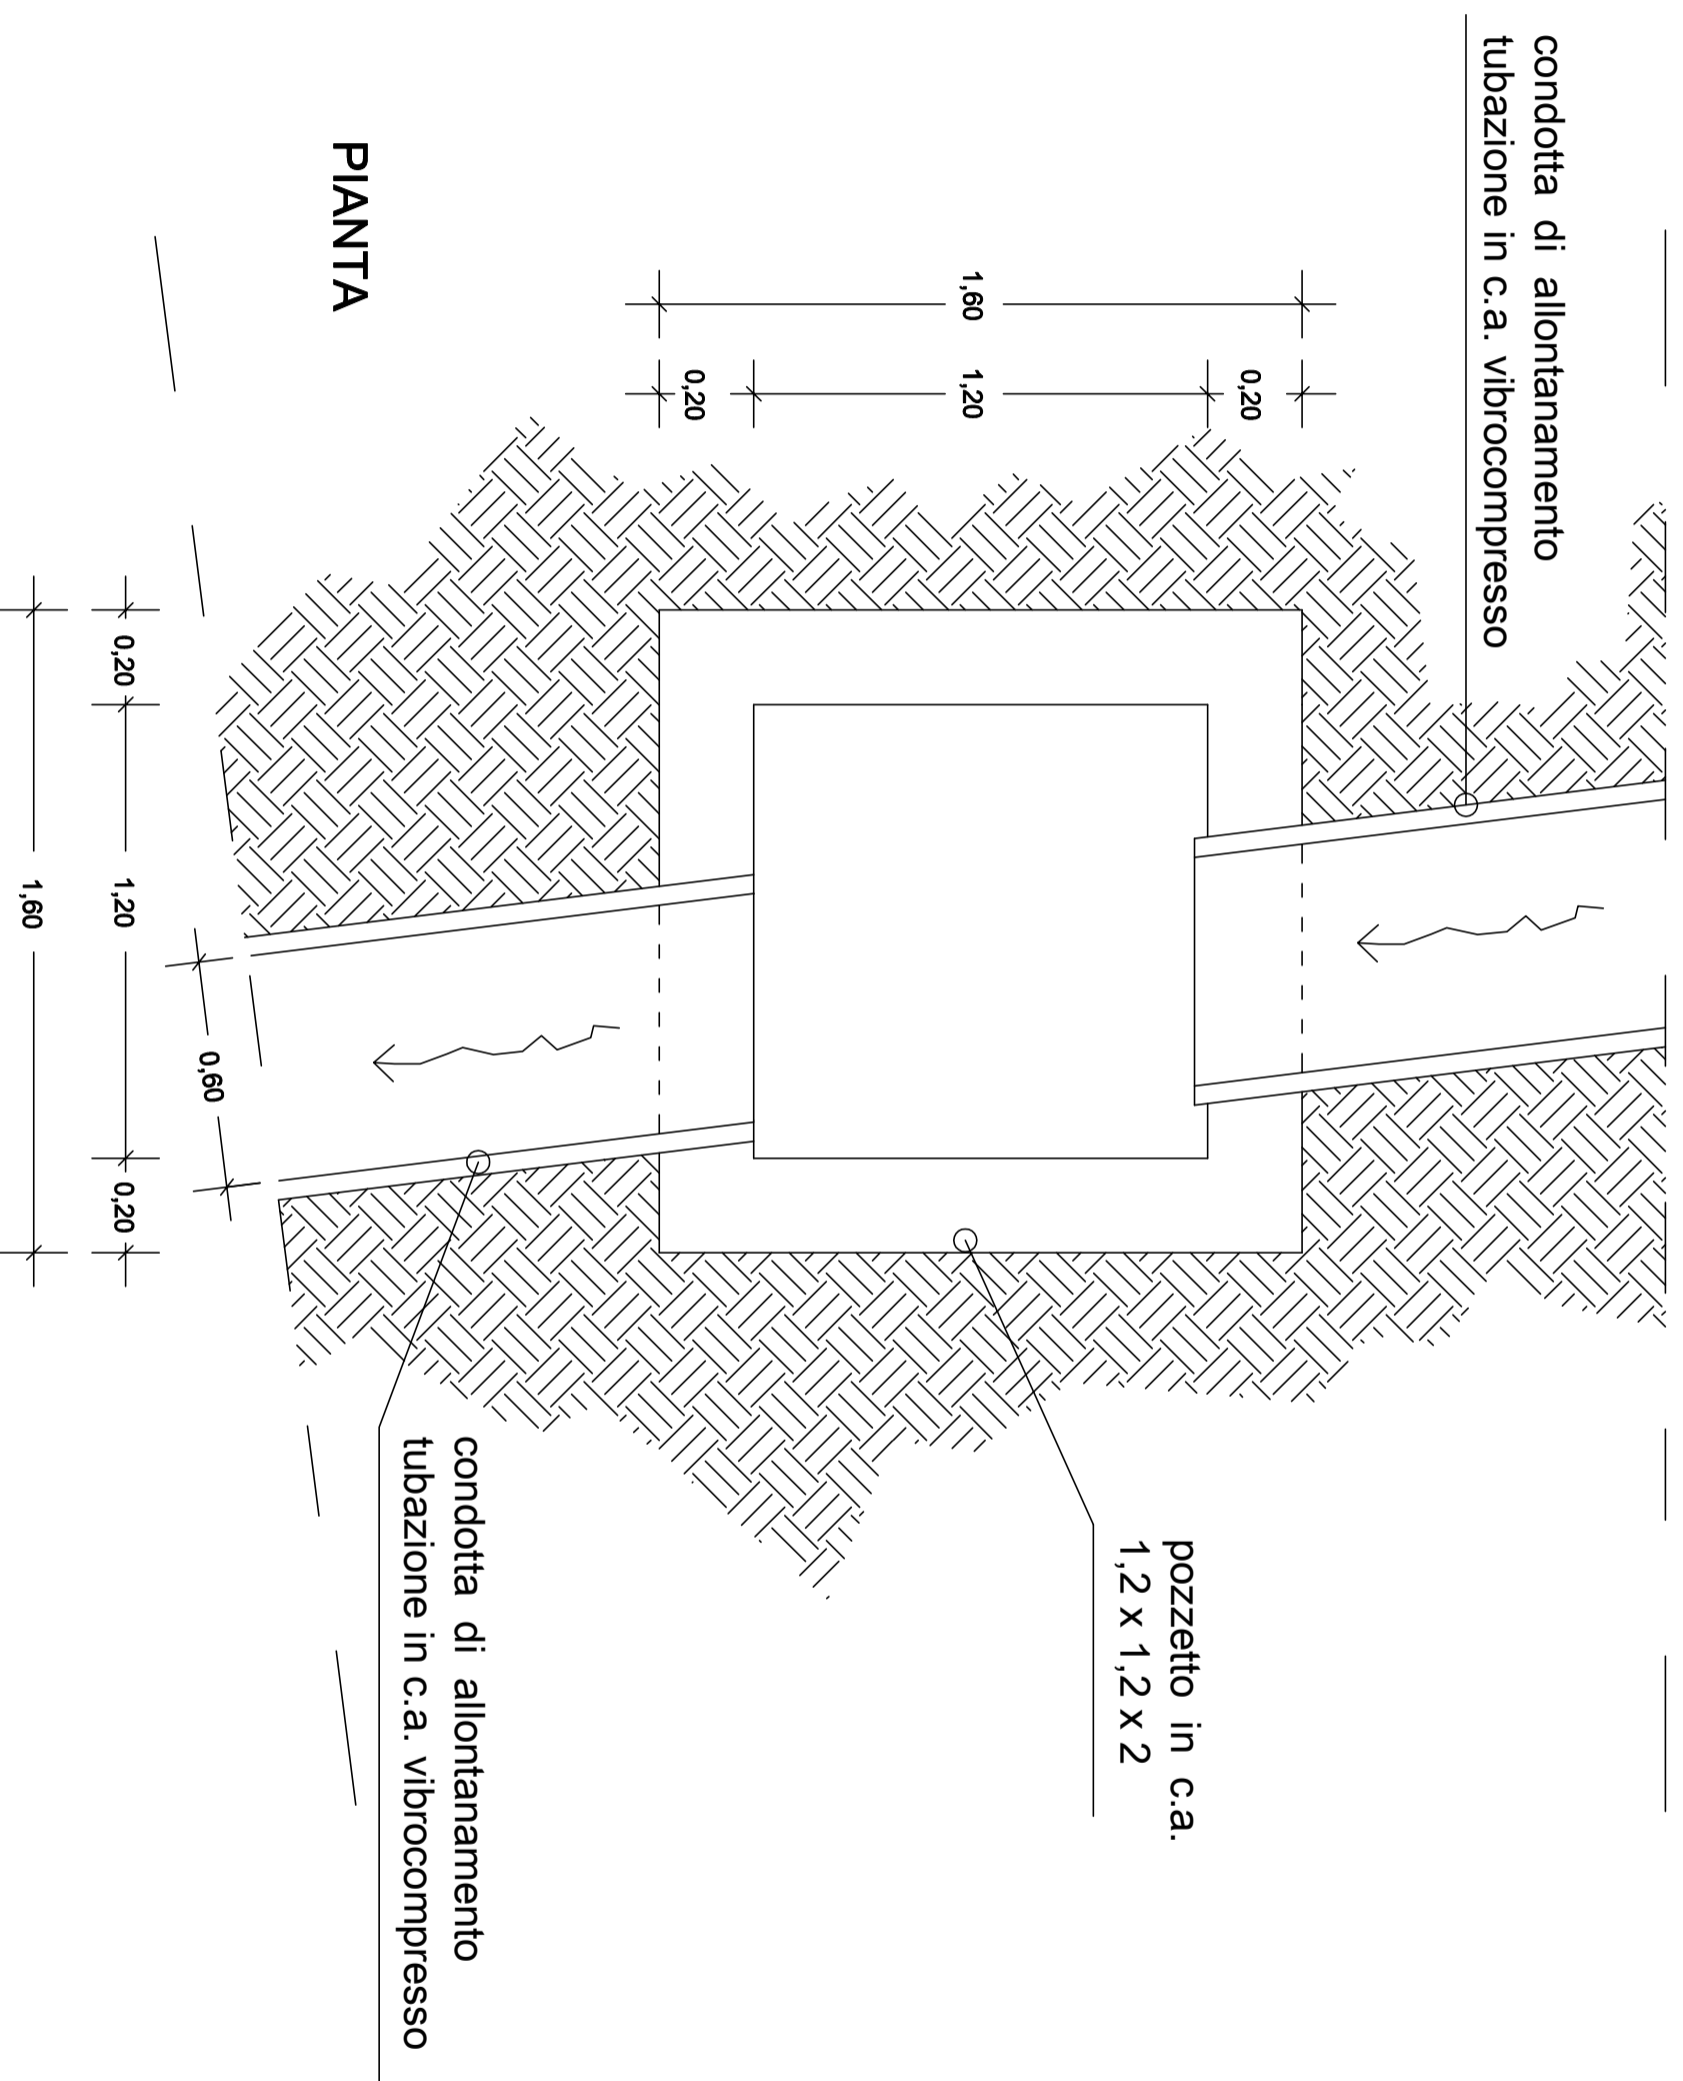 condotta di allontanamento
tubazione in c.a. vibrocompresso
pozzetto in c.a.
1,2 x 1,2 x 2
0,20
1,20
0,20
1,60
condotta di allontanamento
tubazione in c.a. vibrocompresso
PIANTA
0,60
0,20
1,20
0,20
1,60